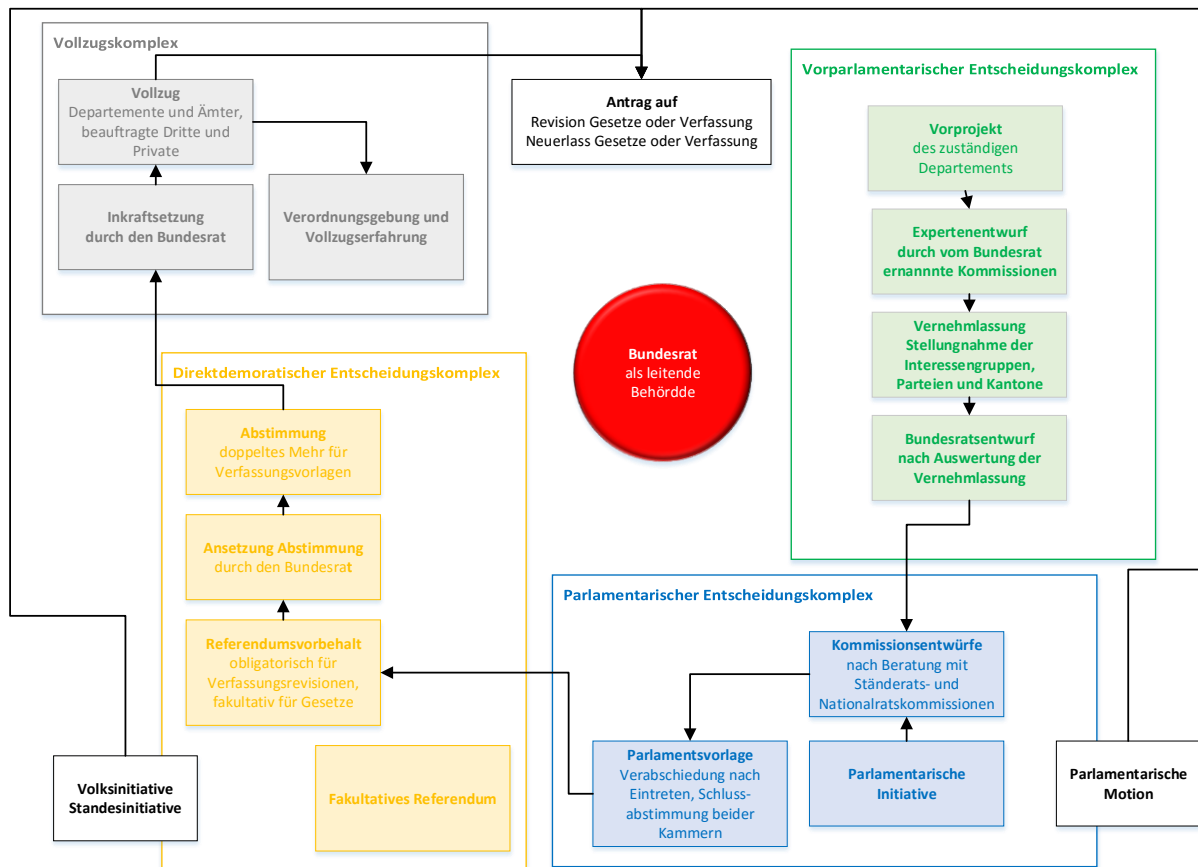 Vollzugskomplex
Vollzug
Departemente und Ämter,
beauftragte Dritte und
Private
Inkraftsetzung
durch den Bundesrat
Verordnungsgebung und
Vollzugserfahrung
Antrag auf
Revision Gesetze oder Verfassung
Neuerlass Gesetze oder Verfassung
Vorparlamentarischer Entscheidungskomplex
Vorprojekt
des zuständigen
Departements
Expertenentwurf
durch vom Bundesrat
ernannnte Kommissionen
Vernehmlassung
Stellungnahme der
Interessengruppen,
Parteien und Kantone
Bundesratsentwurf
nach Auswertung der
Vernehmlassung
Bundesrat
als leitende
Behördde
Direktdemoratischer Entscheidungskomplex
Abstimmung
doppeltes Mehr für
Verfassungsvorlagen
Ansetzung Abstimmung
durch den Bundesrat
Referendumsvorbehalt
obligatorisch für
Verfassungsrevisionen,
fakultativ für Gesetze
Fakultatives Referendum
Volksinitiative
Standesinitiative
Parlamentarischer Entscheidungskomplex
Kommissionsentwürfe
nach Beratung mit
Ständerats- und
Nationalratskommissionen
Parlamentsvorlage
Verabschiedung nach
Eintreten, Schluss-
abstimmung beider
Kammern
Parlamentarische
Initiative
Parlamentarische
Motion